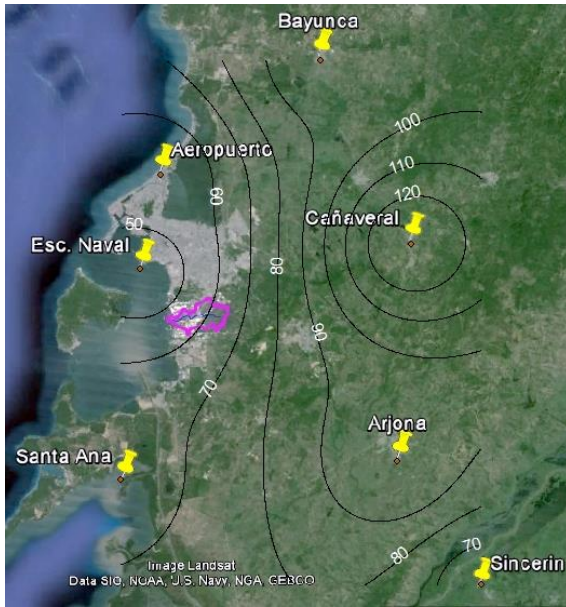 Bayunca
100
Aeropuerto
110
60
120
50
Cañaveral
Esc. Naval
80
90
70
Arjona
Santa Ana
70
80
Sincerin
Image Landsat
Data SIO, NOAA, U.S. Navy, NGA, GEBCO